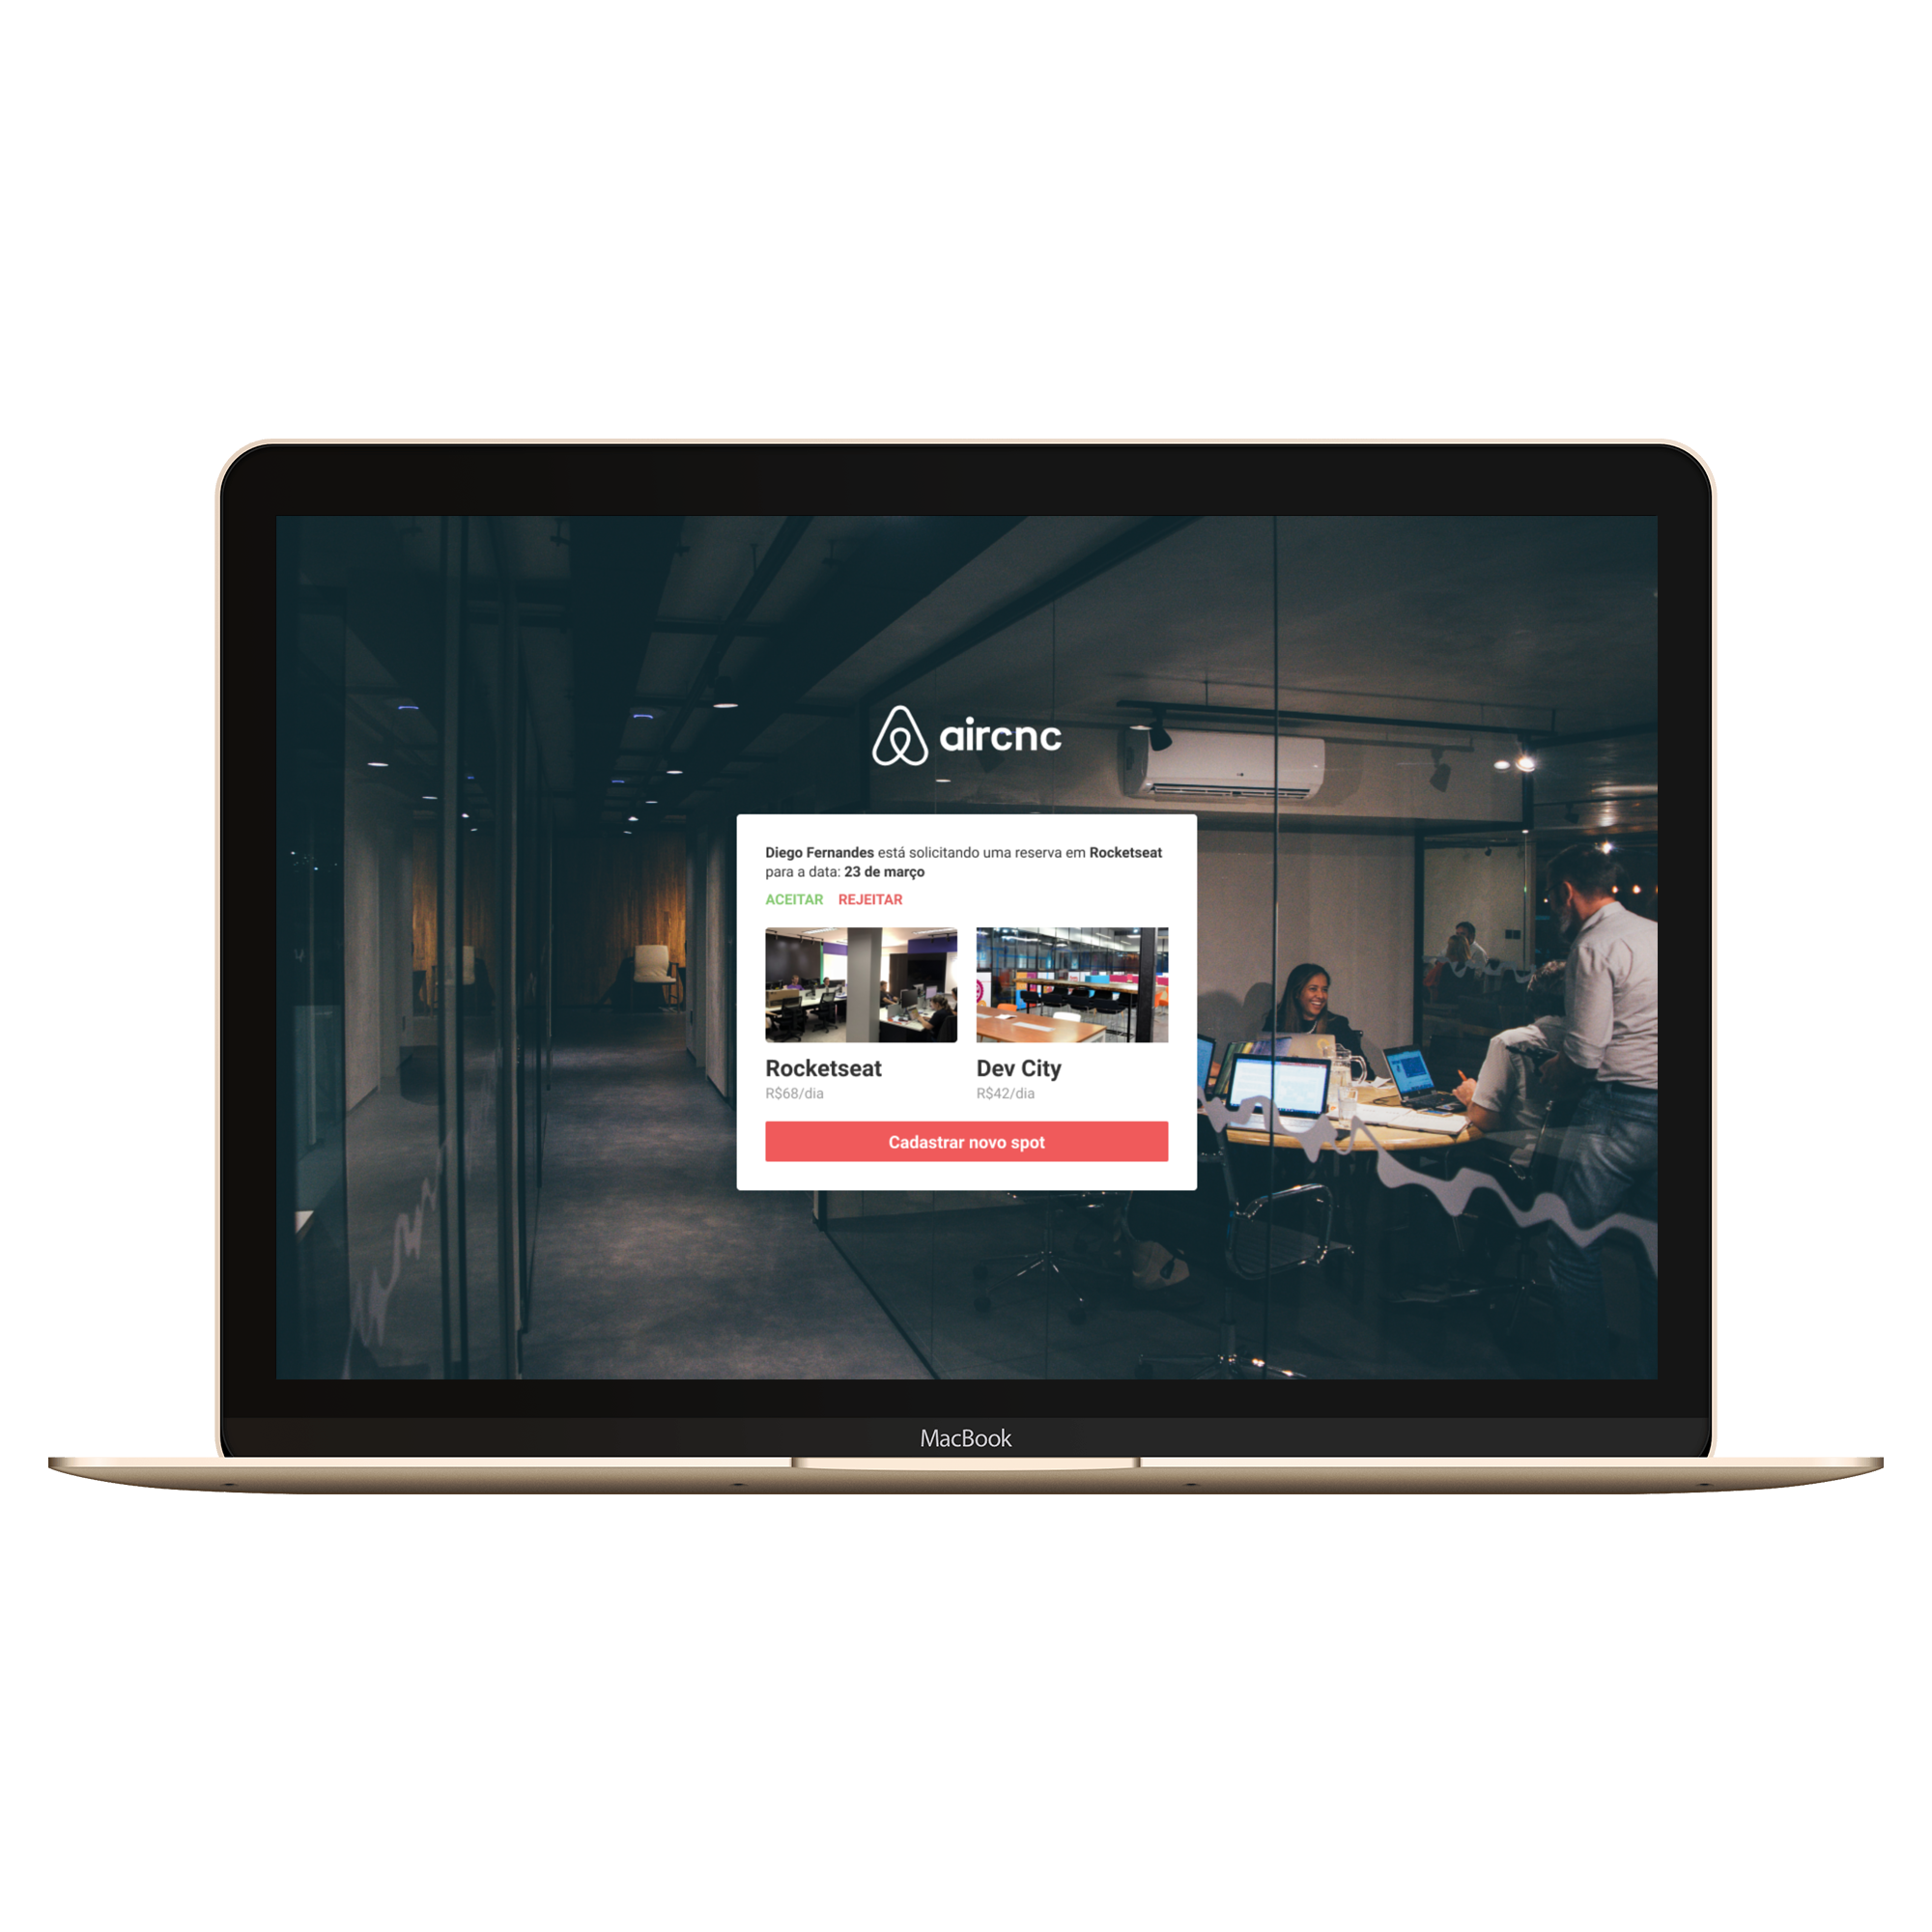 aircnc
Diego Fernandes está solicitando uma reserva em Rocketseat
para a data: 23 de março
ACEITAR REJEITAR
Rocketseat Dev City
R$68/dia R$42/dia
Cadastrar novo spot
MacBook